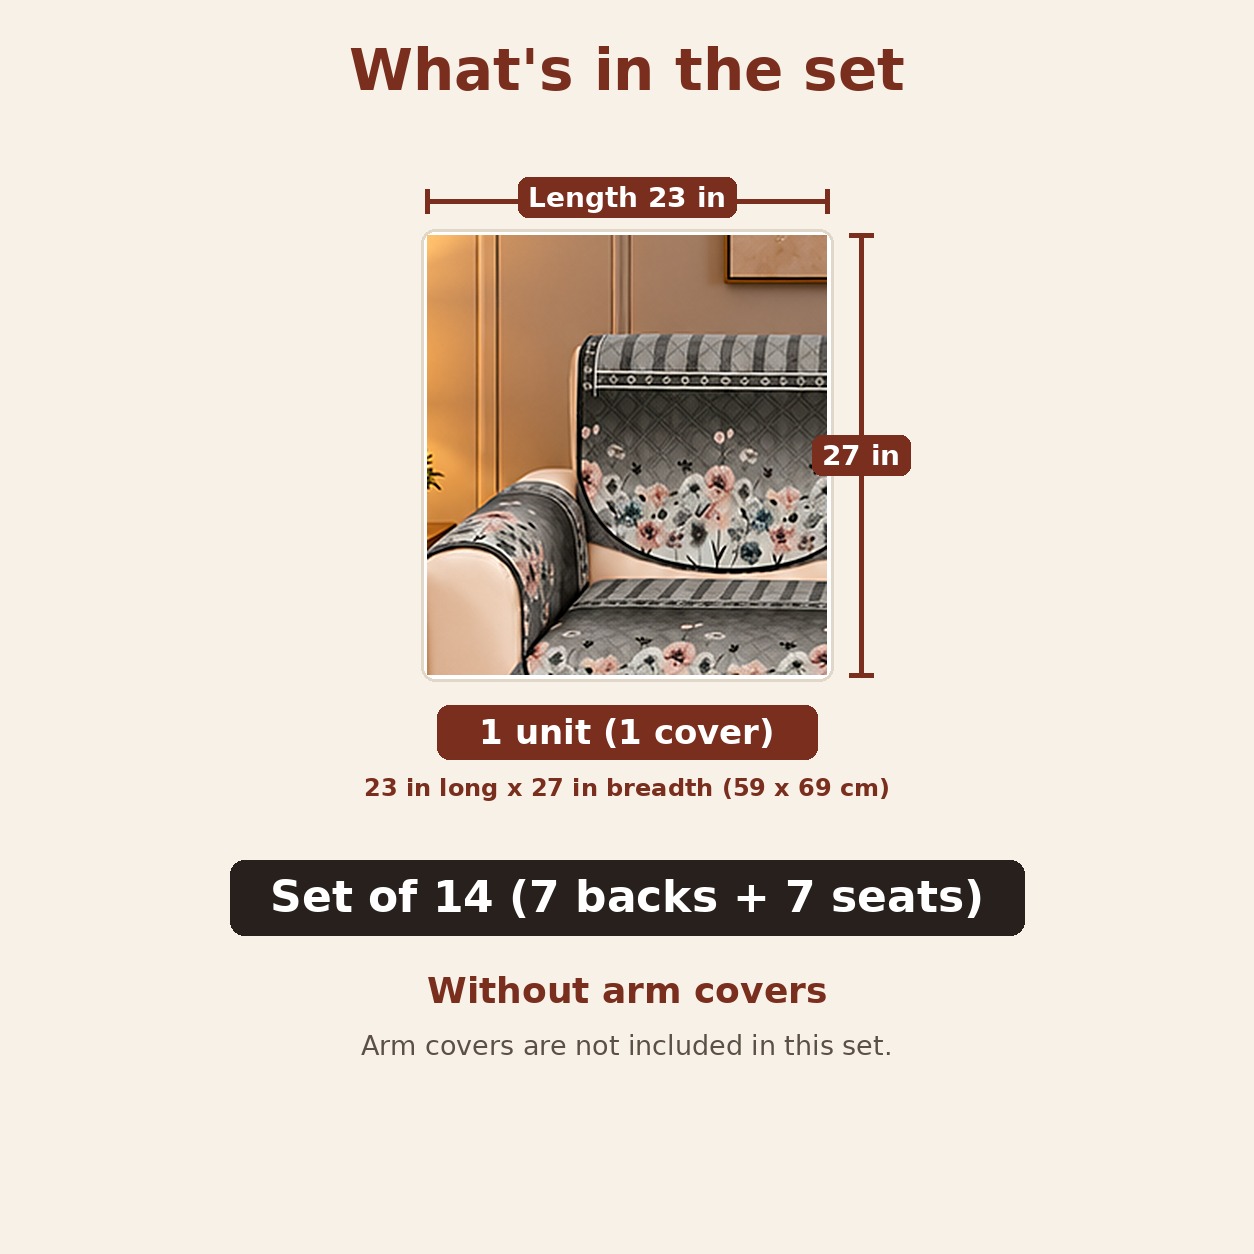 What's in the set
Length 23 in
27 in
1 unit (1 cover)
23 in long x 27 in breadth (59 x 69 cm)
Set of 14 (7 backs + 7 seats)
Without arm covers
Arm covers are not included in this set.